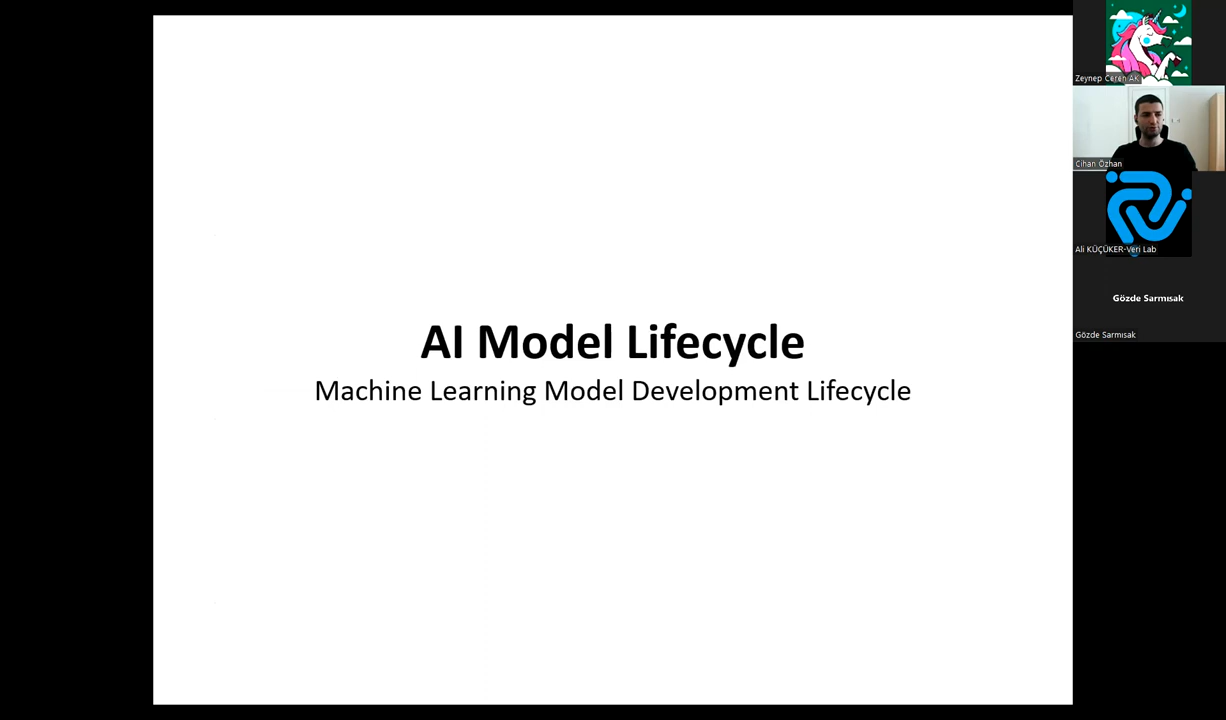 AI Model Lifecycle
Machine Learning Model Development Lifecycle
Zeynep Ceren AK
Cihan Özhan
Ali KÜÇÜKER-Veri Lab
Gözde Sarmısak
Gözde Sarmısak